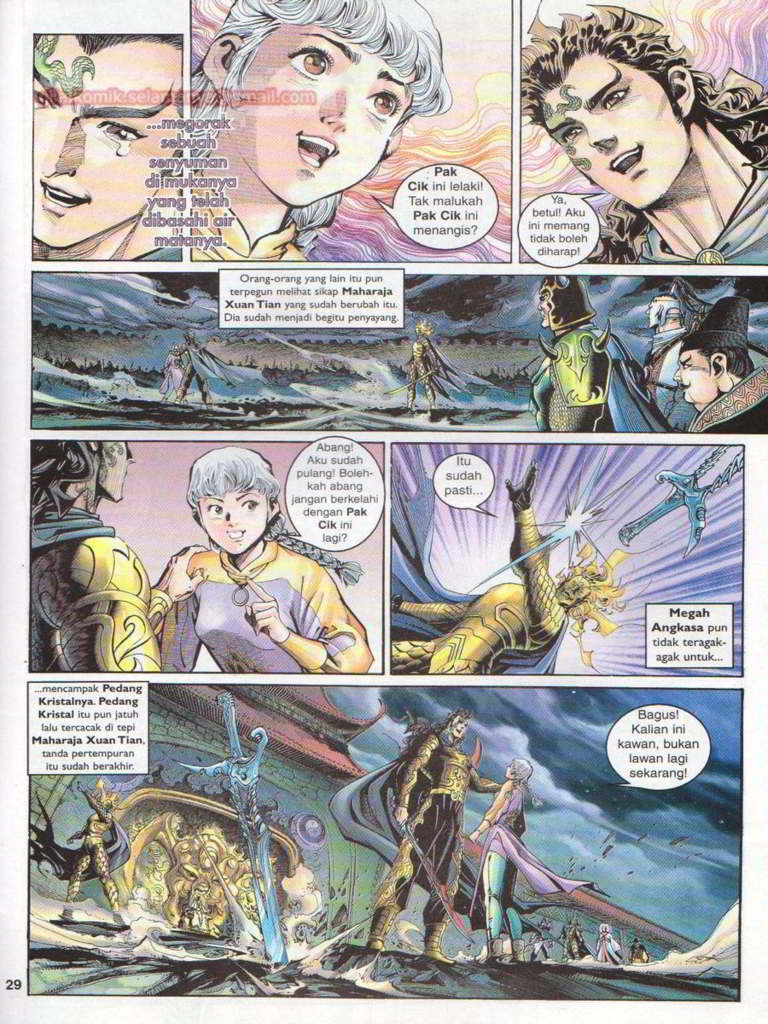 ...megorak
sebuah
senyuman
di mukanya
yang telah
dibasahi air
matanya.
Pak
Cik ini lelaki!
Tak malukah
Pak Cik ini
menangis?
Ya,
betul! Aku
ini memang
tidak boleh
diharap!
Orang-orang yang lain itu pun
terpegun melihat sikap Maharaja
Xuan Tian yang sudah berubah itu.
Dia sudah menjadi begitu penyayang.
Abang!
Aku sudah
pulang! Boleh-
kah abang
jangan berkelahi
dengan Pak
Cik ini
lagi?
Itu
sudah
pasti...
Megah
Angkasa pun
tidak teragak-
agak untuk...
...mencampak Pedang
Kristalnya. Pedang
Kristal itu pun jatuh
lalu tercacak di tepi
Maharaja Xuan Tian,
tanda pertempuran
itu sudah berakhir.
Bagus!
Kalian ini
kawan, bukan
lawan lagi
sekarang!
29